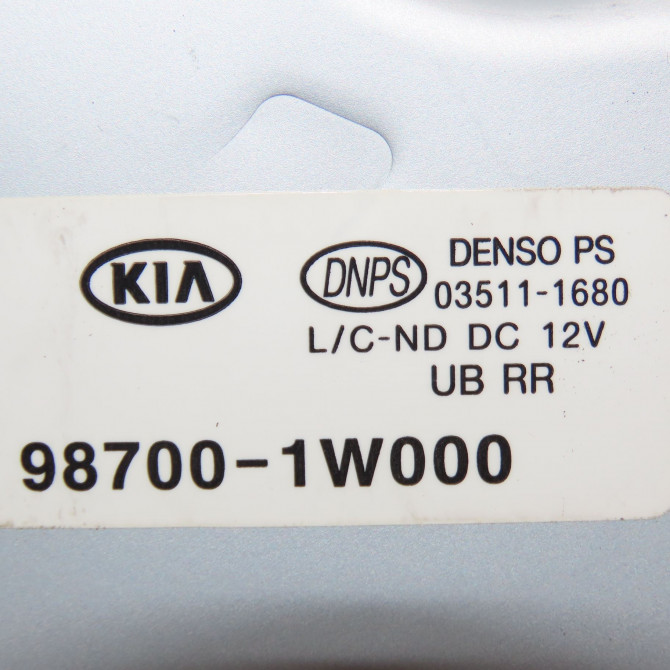 KIA
DNPS
DENSO PS
03511-1680
L/C-ND DC 12V
UB RR
98700-1W000